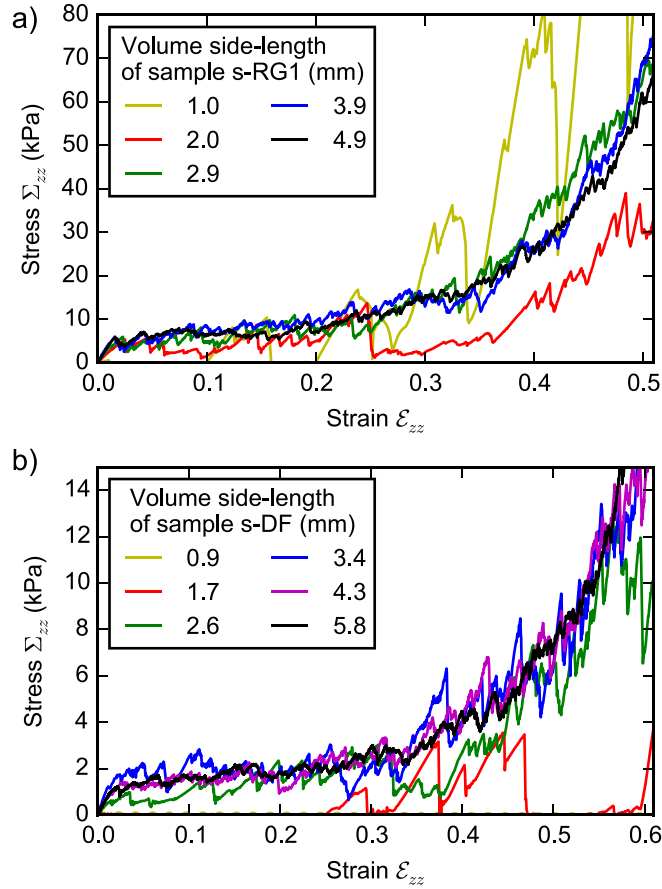 a)
80
70
60
50
40
30
20
10
0
Stress Σzz (kPa)
Volume side-length
of sample s-RG1 (mm)
1.0 3.9
2.0 4.9
2.9
0.0 0.1 0.2 0.3 0.4 0.5
Strain Ɛzz
b)
14
12
10
8
6
4
2
0
Stress Σzz (kPa)
Volume side-length
of sample s-DF (mm)
0.9 3.4
1.7 4.3
2.6 5.8
0.0 0.1 0.2 0.3 0.4 0.5 0.6
Strain Ɛzz